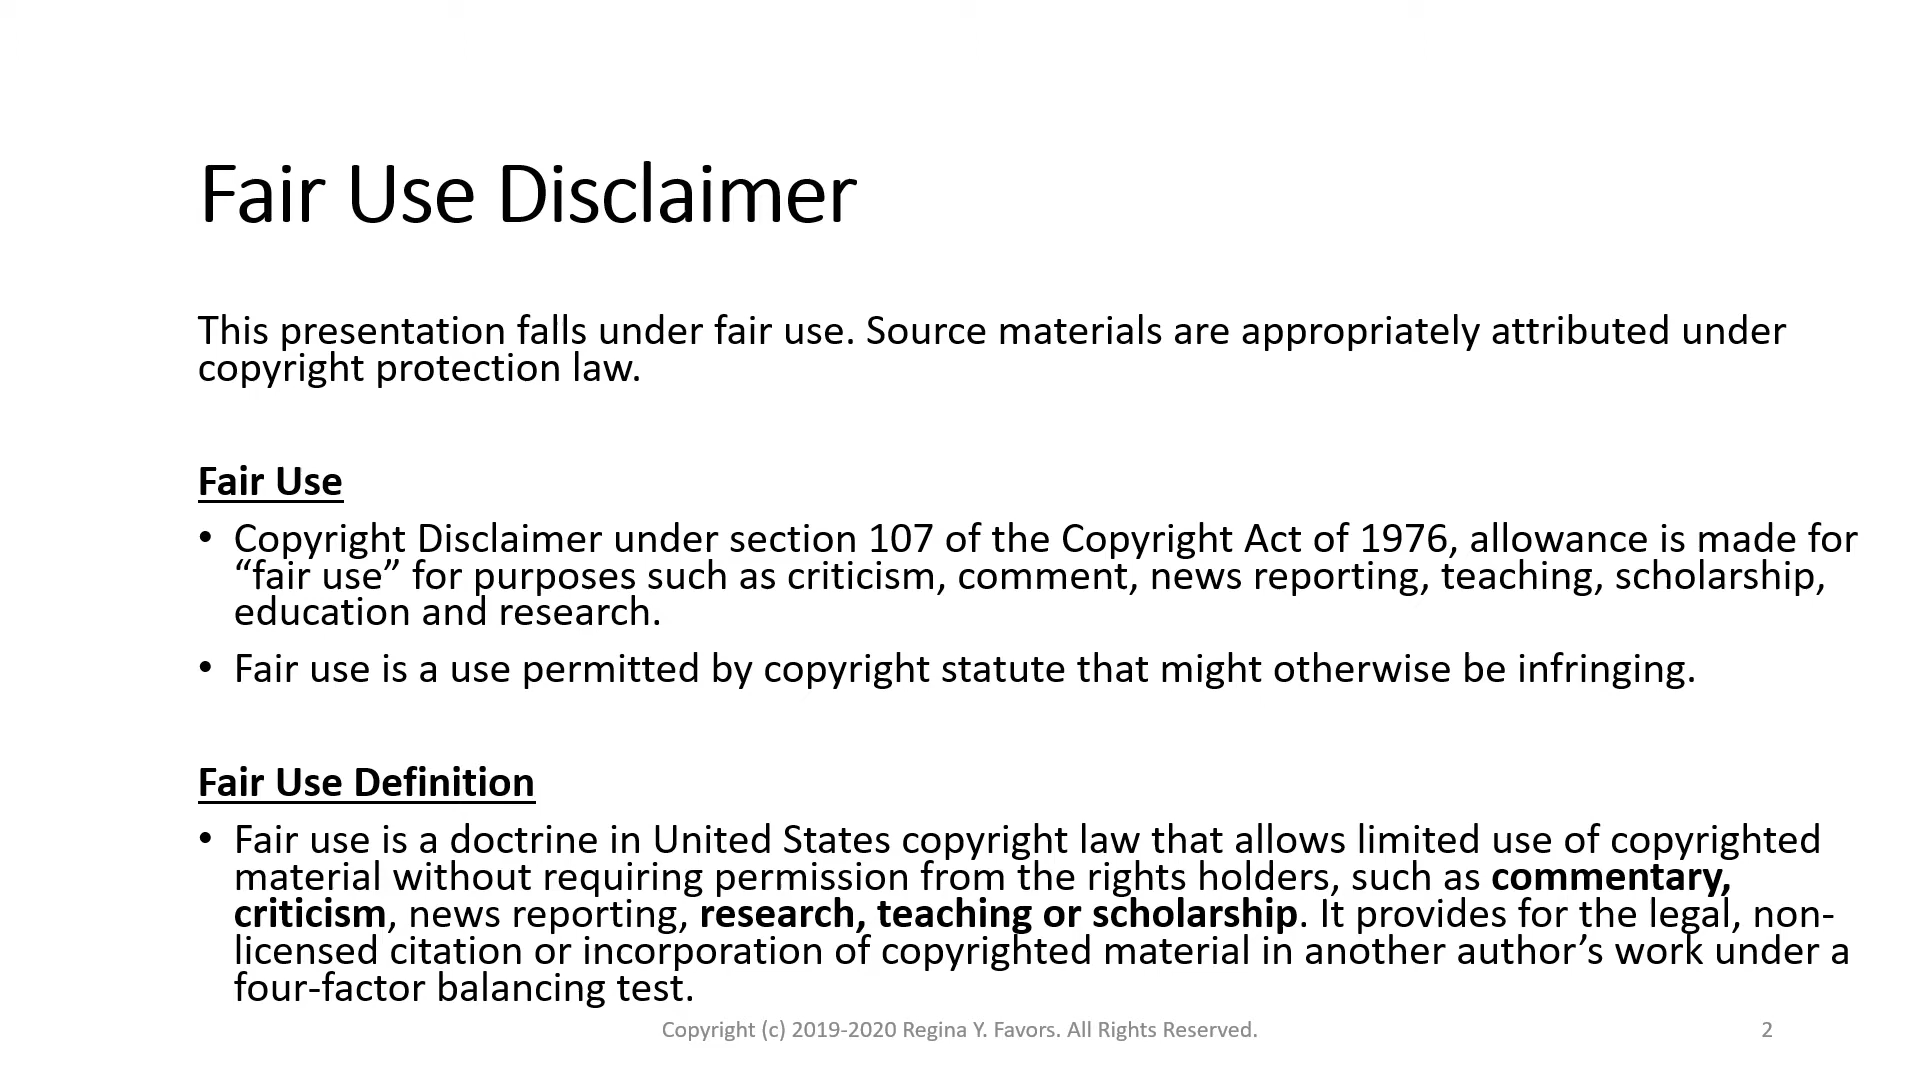 Fair Use Disclaimer
This presentation falls under fair use. Source materials are appropriately attributed under
copyright protection law.
Fair Use
• Copyright Disclaimer under section 107 of the Copyright Act of 1976, allowance is made for
“fair use” for purposes such as criticism, comment, news reporting, teaching, scholarship,
education and research.
• Fair use is a use permitted by copyright statute that might otherwise be infringing.
Fair Use Definition
• Fair use is a doctrine in United States copyright law that allows limited use of copyrighted
material without requiring permission from the rights holders, such as commentary,
criticism, news reporting, research, teaching or scholarship. It provides for the legal, non-
licensed citation or incorporation of copyrighted material in another author’s work under a
four-factor balancing test.
Copyright (c) 2019-2020 Regina Y. Favors. All Rights Reserved.
2